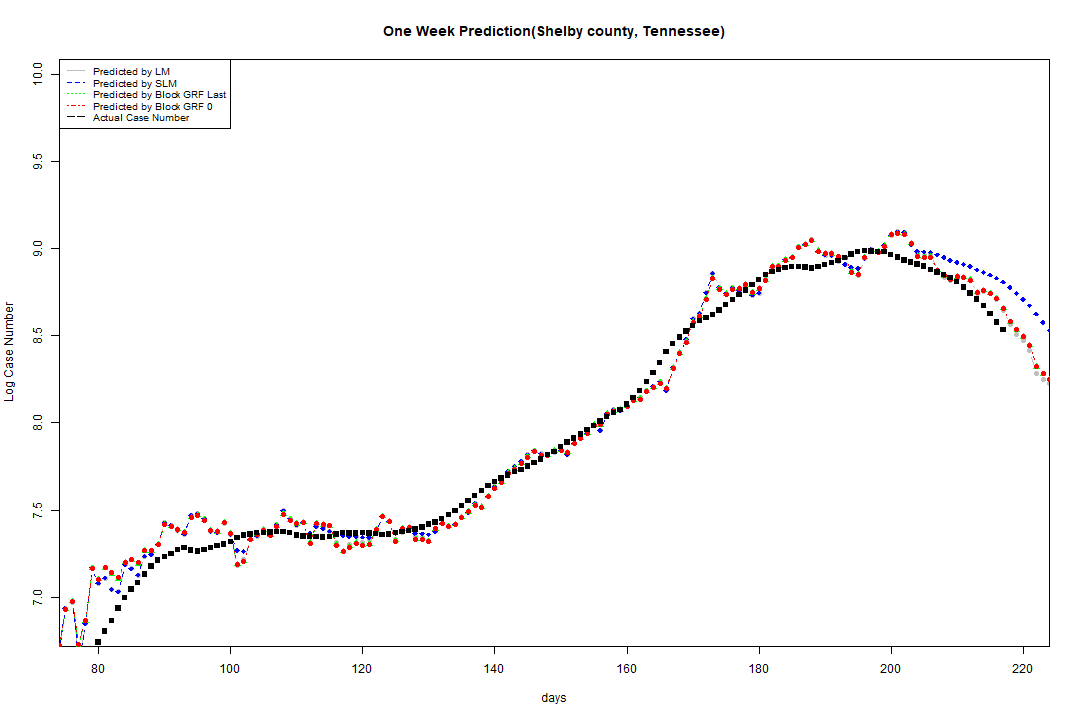 One Week Prediction(Shelby county, Tennessee)
Predicted by LM
Predicted by SLM
Predicted by Block GRF Last
Predicted by Block GRF 0
Actual Case Number
10.0
9.5
9.0
8.5
8.0
7.5
7.0
Log Case Number
80 100 120 140 160 180 200 220
days